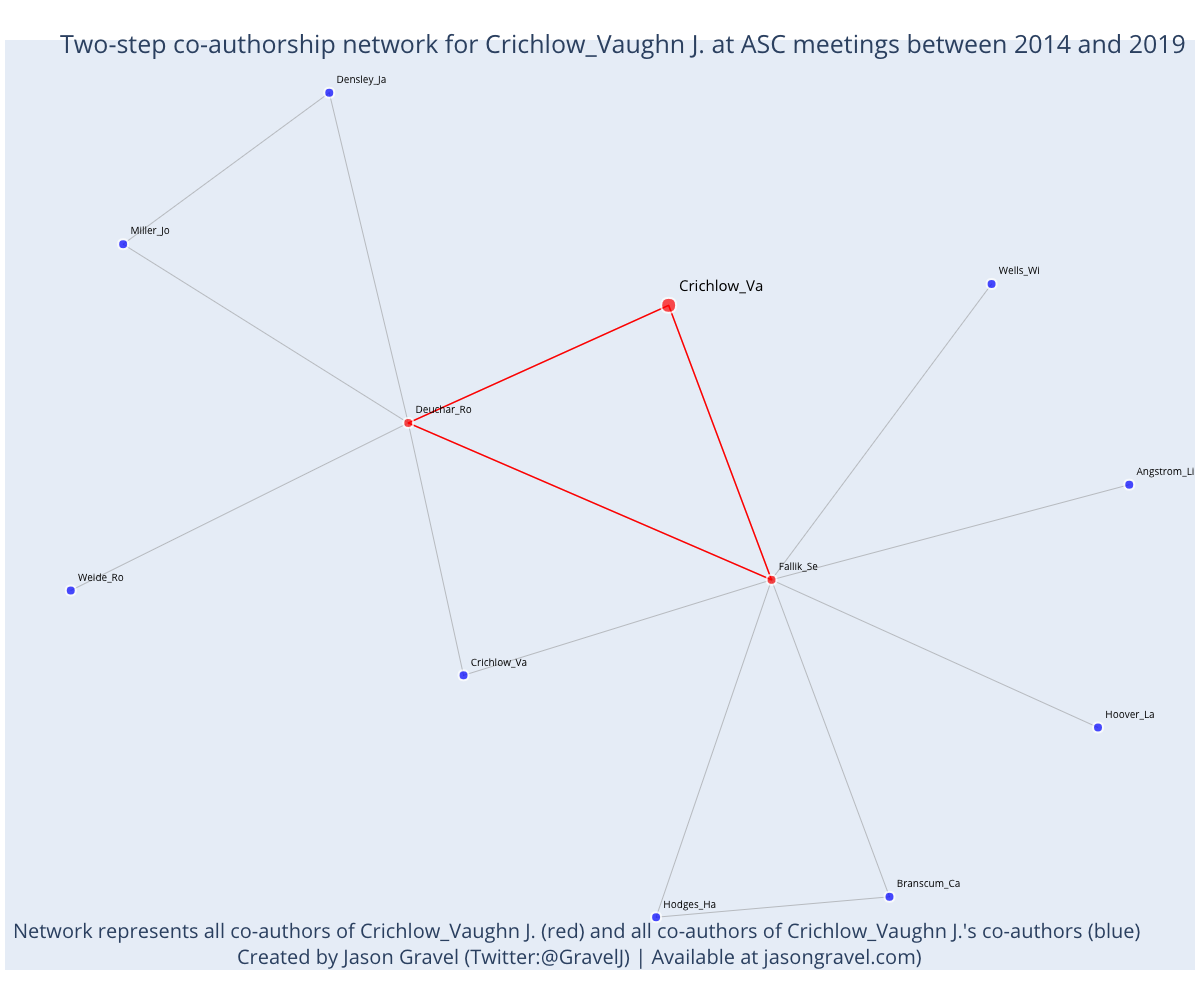 Two-step co-authorship network for Crichlow_Vaughn J. at ASC meetings between 2014 and 2019
Densley_Ja
Miller_Jo
Wells_Wi
Crichlow_Va
Deuchar_Ro
Angstrom_Li
Fallik_Se
Weide_Ro
Crichlow_Va
Hoover_La
Branscum_Ca
Hodges_Ha
Network represents all co-authors of Crichlow_Vaughn J. (red) and all co-authors of Crichlow_Vaughn J.'s co-authors (blue)
Created by Jason Gravel (Twitter:@GravelJ) | Available at jasongravel.com)